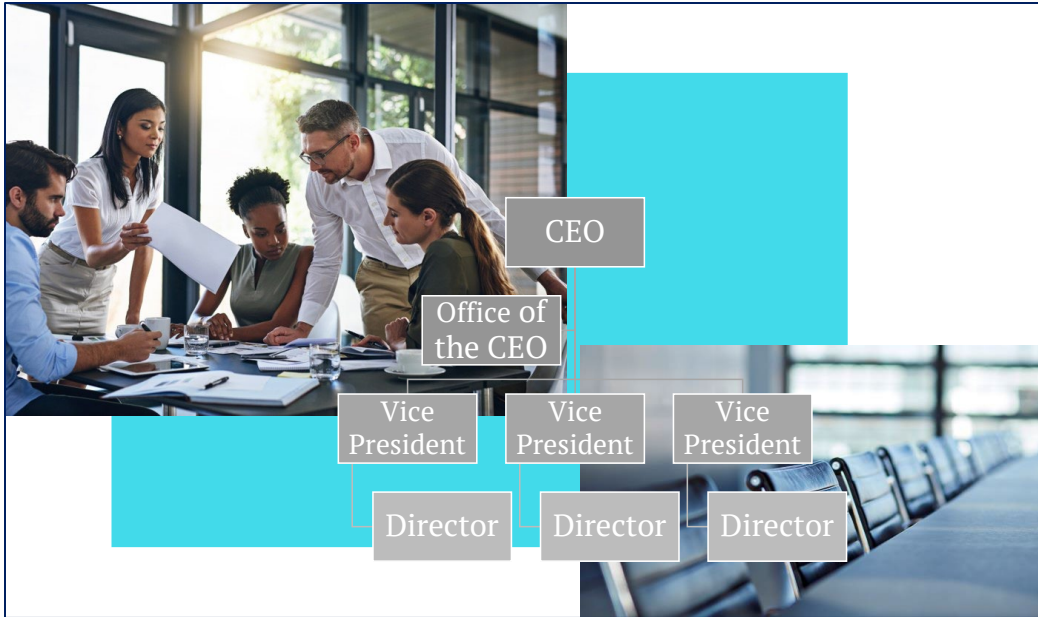 CEO
Office of
the CEO
Vice
President
Vice
President
Vice
President
Director
Director
Director